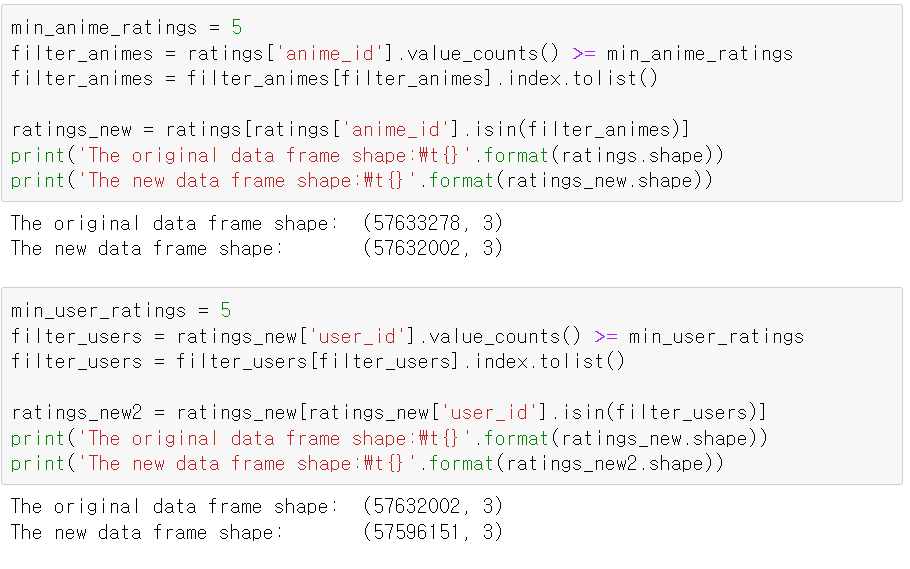 min_anime_ratings = 5
filter_animes = ratings['anime_id'].value_counts() >= min_anime_ratings
filter_animes = filter_animes[filter_animes].index.tolist()
ratings_new = ratings[ratings['anime_id'].isin(filter_animes)]
print('The original data frame shape:₩t{}'.format(ratings.shape))
print('The new data frame shape:₩t{}'.format(ratings_new.shape))
The original data frame shape:  (57633278, 3)
The new data frame shape:       (57632002, 3)
min_user_ratings = 5
filter_users = ratings_new['user_id'].value_counts() >= min_user_ratings
filter_users = filter_users[filter_users].index.tolist()
ratings_new2 = ratings_new[ratings_new['user_id'].isin(filter_users)]
print('The original data frame shape:₩t{}'.format(ratings_new.shape))
print('The new data frame shape:₩t{}'.format(ratings_new2.shape))
The original data frame shape:  (57632002, 3)
The new data frame shape:       (57596151, 3)